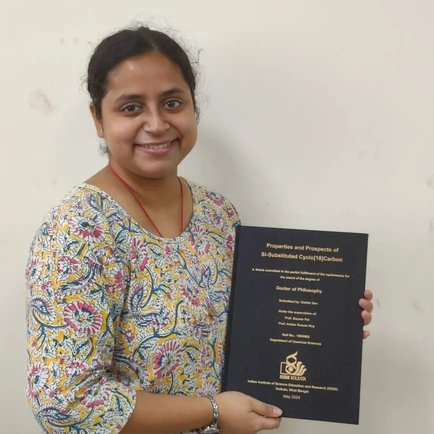 Properties and Prospects of
Si-Substituted Cyclo[18]Carbon
A thesis submitted in the partial fulfillment of the requirements for
the award of the degree of
Doctor of Philosophy
Submitted by:
Under the supervision of
Prof.
Prof.
Roll No.:
Department of Chemical Sciences
IISER KOLKATA
Indian Institute of Science Education and Research (IISER)
Kolkata, West Bengal
May 2024